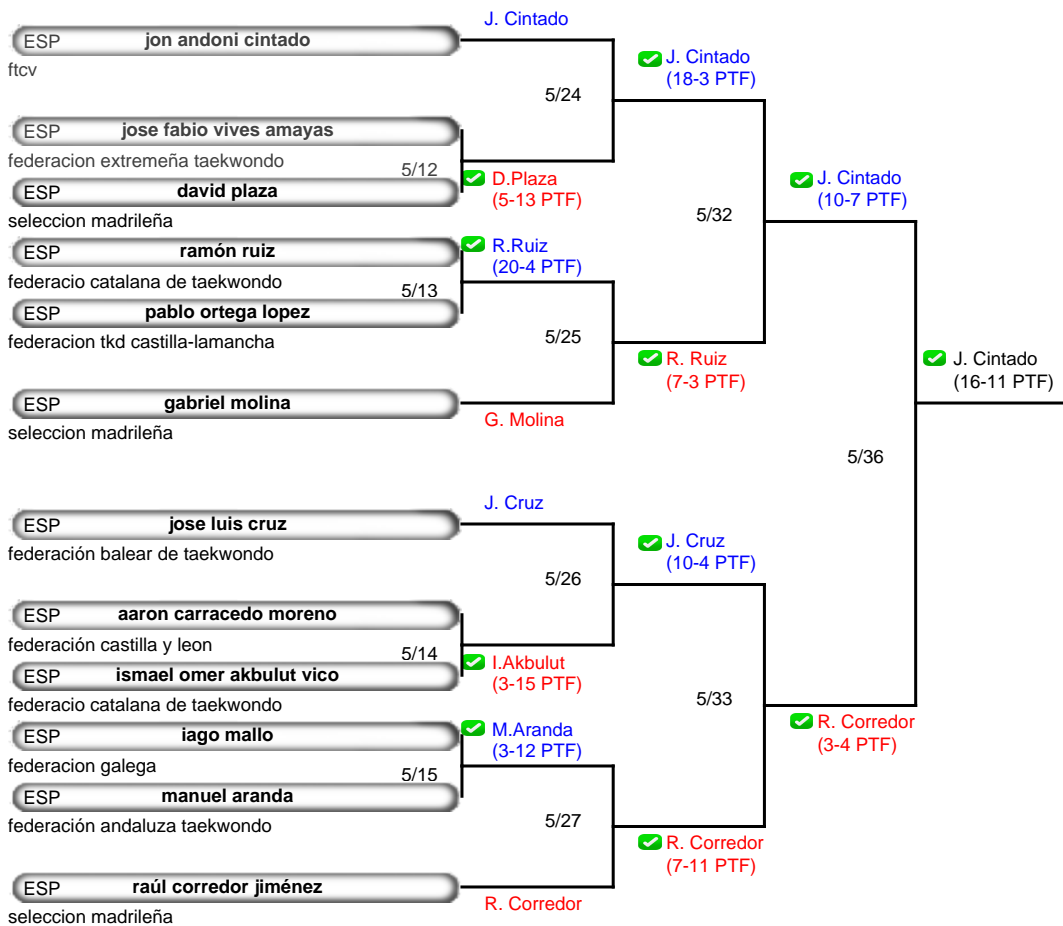 J. Cintado
ESP jon andoni cintado
ftcv
J. Cintado
(18-3 PTF)
5/24
ESP jose fabio vives amayas
federacion extremeña taekwondo
5/12
D.Plaza
(5-13 PTF)
ESP david plaza
seleccion madrileña
J. Cintado
(10-7 PTF)
5/32
ESP ramón ruiz
federacio catalana de taekwondo
R.Ruiz
(20-4 PTF)
5/13
ESP pablo ortega lopez
federacion tkd castilla-lamancha
5/25
R. Ruiz
(7-3 PTF)
J. Cintado
(16-11 PTF)
ESP gabriel molina
seleccion madrileña
G. Molina
5/36
J. Cruz
ESP jose luis cruz
federación balear de taekwondo
J. Cruz
(10-4 PTF)
5/26
ESP aaron carracedo moreno
federación castilla y leon
5/14
I.Akbulut
(3-15 PTF)
ESP ismael omer akbulut vico
federacio catalana de taekwondo
5/33
R. Corredor
(3-4 PTF)
ESP iago mallo
federacion galega
M.Aranda
(3-12 PTF)
5/15
ESP manuel aranda
federación andaluza taekwondo
5/27
R. Corredor
(7-11 PTF)
ESP raúl corredor jiménez
seleccion madrileña
R. Corredor